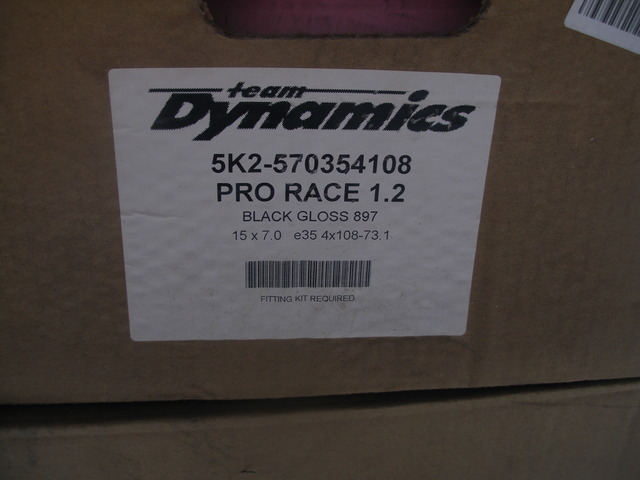 team
Dynamics
5K2-570354108
PRO RACE 1.2
BLACK GLOSS 897
15 x 7.0 e35 4x108-73.1
FITTING KIT REQUIRED